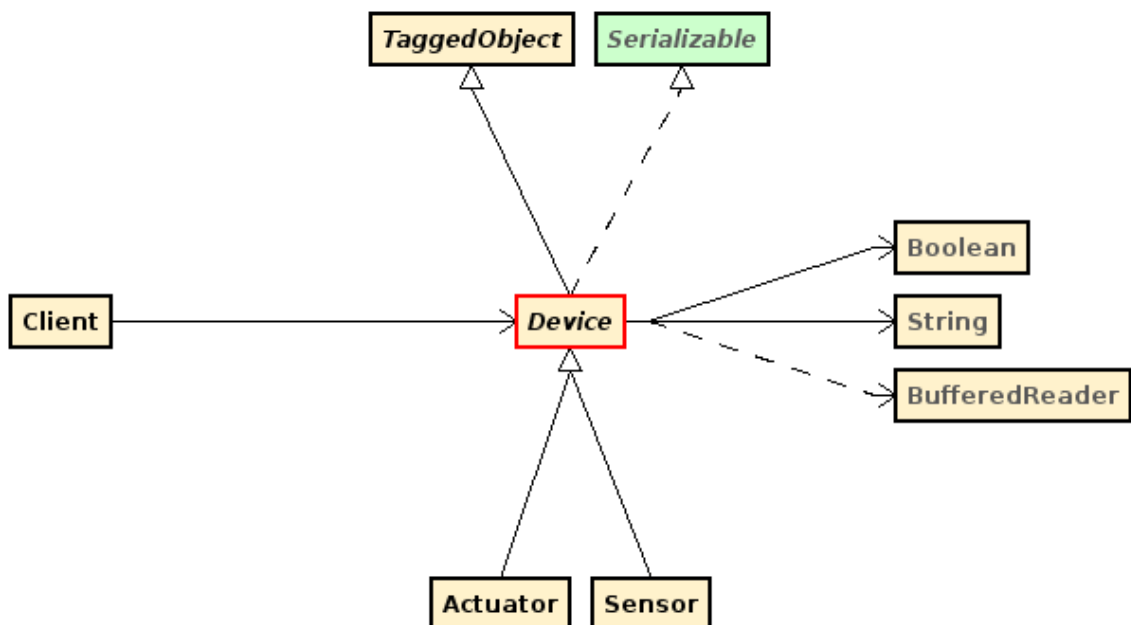 TaggedObject
Serializable
Boolean
Client
Device
String
BufferedReader
Actuator
Sensor